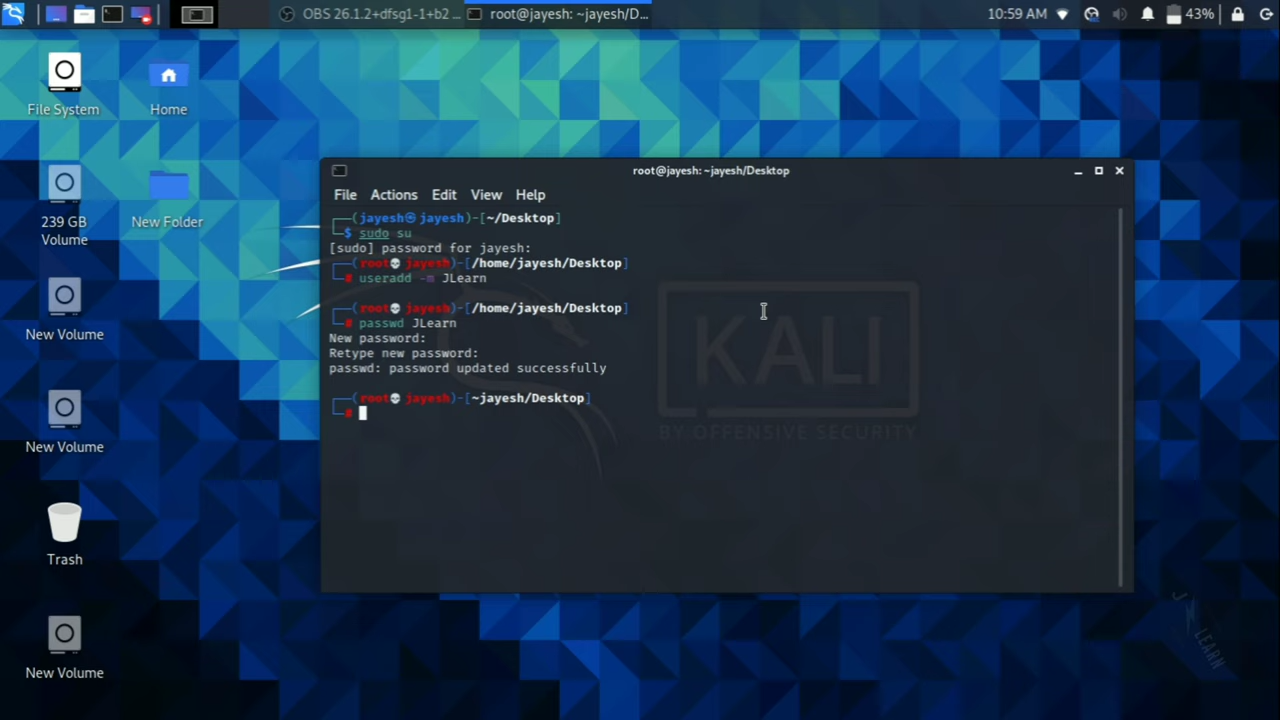 OBS 26.1.2+dfsg1-1+b2 ...
root@jayesh: ~jayesh/D...
10:59 AM
43%
File System
Home
239 GB
Volume
New Folder
New Volume
New Volume
Trash
New Volume
root@jayesh: ~jayesh/Desktop
File Actions Edit View Help
┌──(jayesh㉿jayesh)-[~/Desktop]
└─$ sudo su
[sudo] password for jayesh:
┌──(root💀jayesh)-[/home/jayesh/Desktop]
└─# useradd -m JLearn
┌──(root💀jayesh)-[/home/jayesh/Desktop]
└─# passwd JLearn
New password:
Retype new password:
passwd: password updated successfully
┌──(root💀jayesh)-[~jayesh/Desktop]
└─#
KALI
BY OFFENSIVE SECURITY
J LEARN